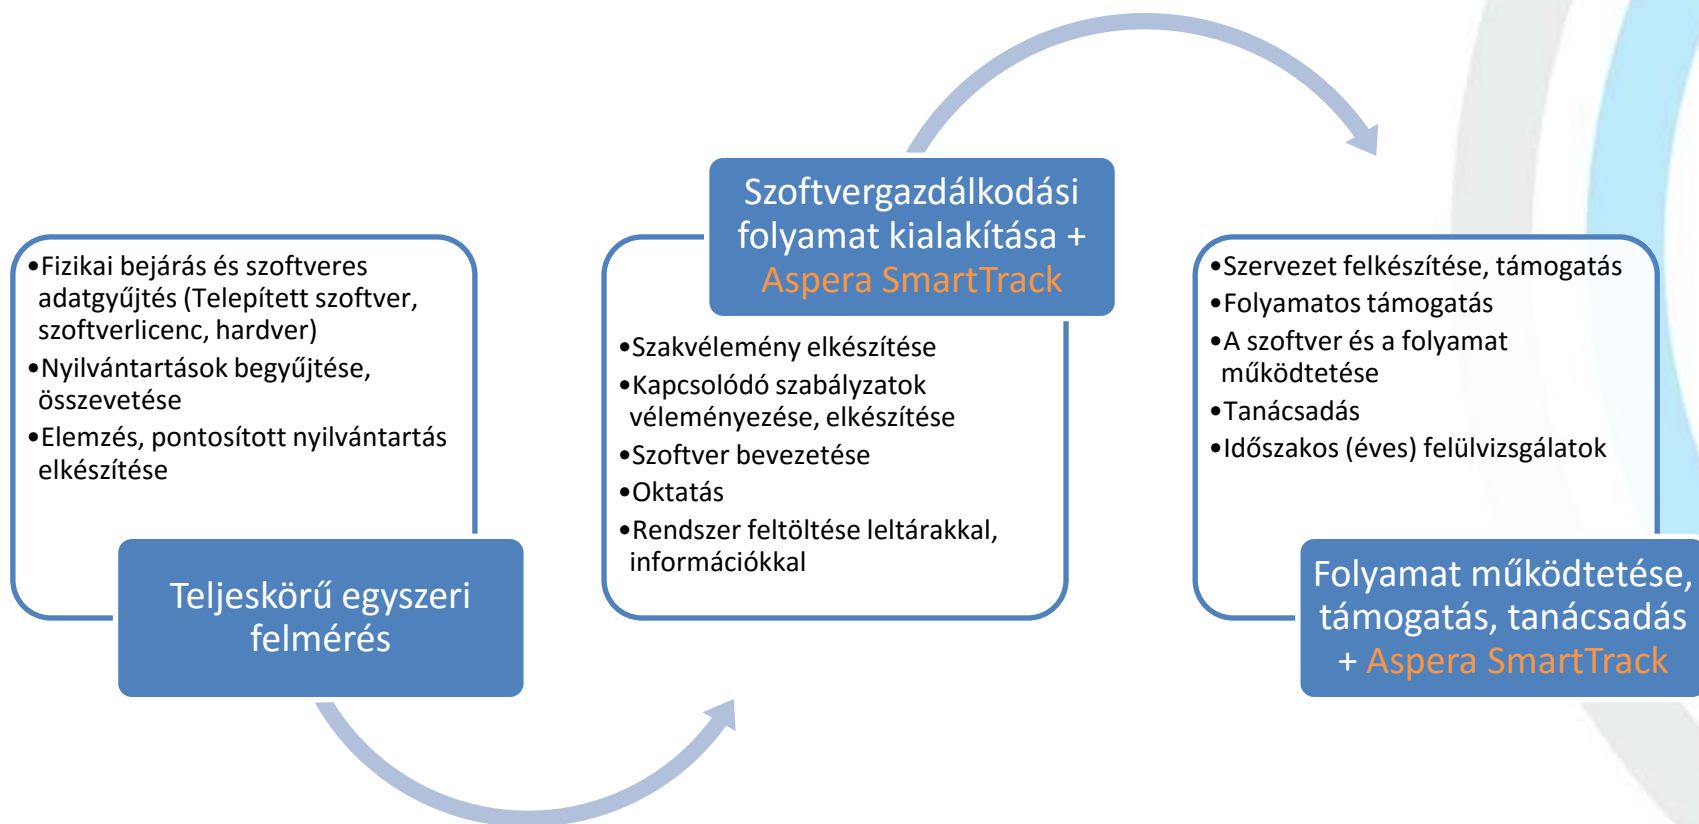 •Fizikai bejárás és szoftveres
adatgyűjtés (Telepített szoftver,
szoftverlicenc, hardver)
•Nyilvántartások begyűjtése,
összevetése
•Elemzés, pontosított nyilvántartás
elkészítése
Teljeskörű egyszeri
felmérés
Szoftvergazdálkodási
folyamat kialakítása +
Aspera SmartTrack
•Szakvélemény elkészítése
•Kapcsolódó szabályzatok
véleményezése, elkészítése
•Szoftver bevezetése
•Oktatás
•Rendszer feltöltése leltárakkal,
információkkal
•Szervezet felkészítése, támogatás
•Folyamatos támogatás
•A szoftver és a folyamat
működtetése
•Tanácsadás
•Időszakos (éves) felülvizsgálatok
Folyamat működtetése,
támogatás, tanácsadás
+ Aspera SmartTrack